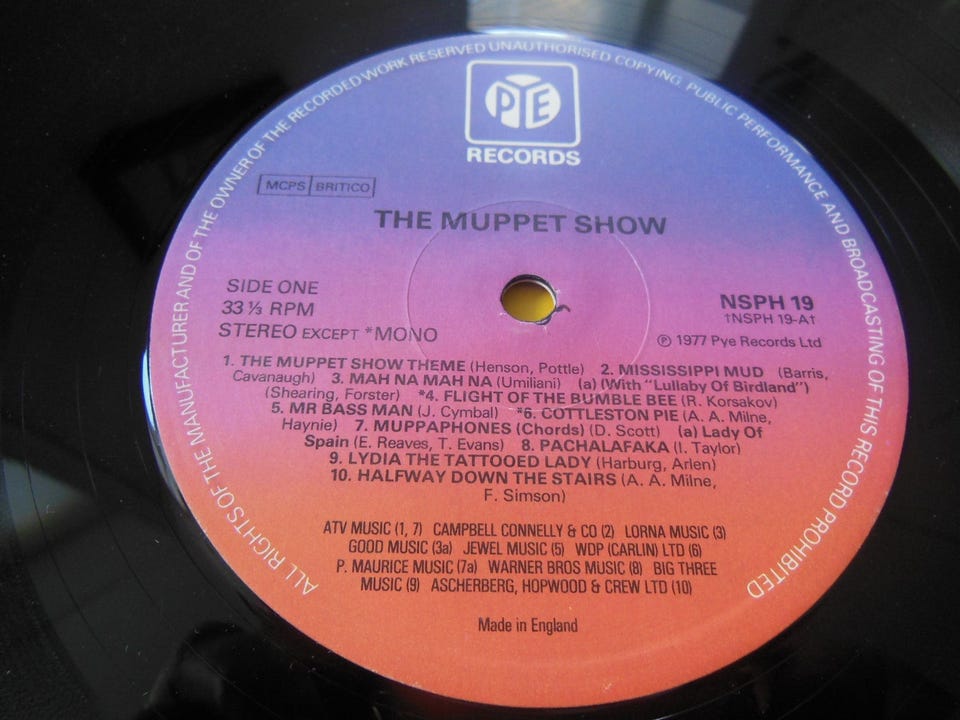 ALL RIGHTS OF THE MANUFACTURER AND OF THE OWNER OF THE RECORDED WORK RESERVED UNAUTHORISED COPYING. PUBLIC PERFORMANCE AND BROADCASTING OF THIS RECORD PROHIBITED
PYE
RECORDS
MCPS BRITICO
THE MUPPET SHOW
SIDE ONE
33 ⅓ RPM
STEREO EXCEPT *MONO
NSPH 19
†NSPH 19-A†
℗ 1977 Pye Records Ltd
1. THE MUPPET SHOW THEME (Henson, Pottle) 2. MISSISSIPPI MUD (Barris,
Cavanaugh) 3. MAH NA MAH NA (Umiliani) (a) (With "Lullaby Of Birdland")
(Shearing, Forster) *4. FLIGHT OF THE BUMBLE BEE (R. Korsakov)
5. MR BASS MAN (J. Cymbal) *6. COTTLESTON PIE (A. A. Milne,
Haynie) 7. MUPPAPHONES (Chords) (D. Scott) (a) Lady Of
Spain (E. Reaves, T. Evans) 8. PACHALAFAKA (I. Taylor)
9. LYDIA THE TATTOOED LADY (Harburg, Arlen)
10. HALFWAY DOWN THE STAIRS (A. A. Milne,
F. Simson)
ATV MUSIC (1, 7) CAMPBELL CONNELLY & CO (2) LORNA MUSIC (3)
GOOD MUSIC (3a) JEWEL MUSIC (5) WDP (CARLIN) LTD (6)
P. MAURICE MUSIC (7a) WARNER BROS MUSIC (8) BIG THREE
MUSIC (9) ASCHERBERG, HOPWOOD & CREW LTD (10)
Made in England